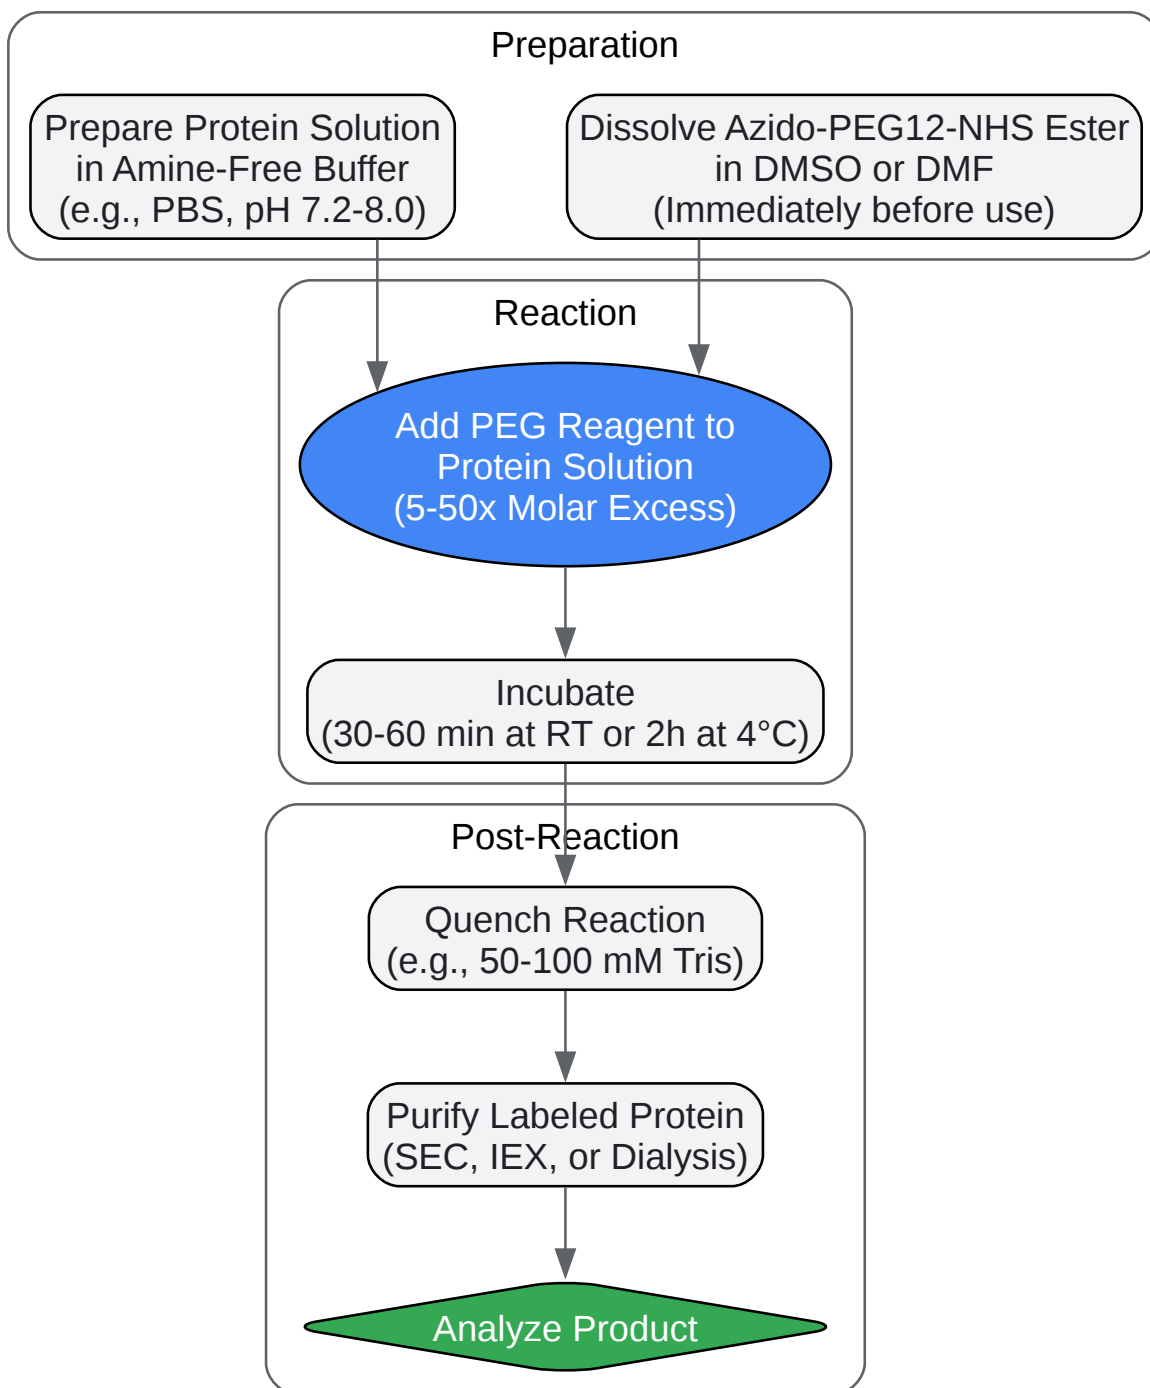 Preparation
Prepare Protein Solution
in Amine-Free Buffer
(e.g., PBS, pH 7.2-8.0)
Dissolve Azido-PEG12-NHS Ester
in DMSO or DMF
(Immediately before use)
Reaction
Add PEG Reagent to
Protein Solution
(5-50x Molar Excess)
Incubate
(30-60 min at RT or 2h at 4°C)
Post-Reaction
Quench Reaction
(e.g., 50-100 mM Tris)
Purify Labeled Protein
(SEC, IEX, or Dialysis)
Analyze Product